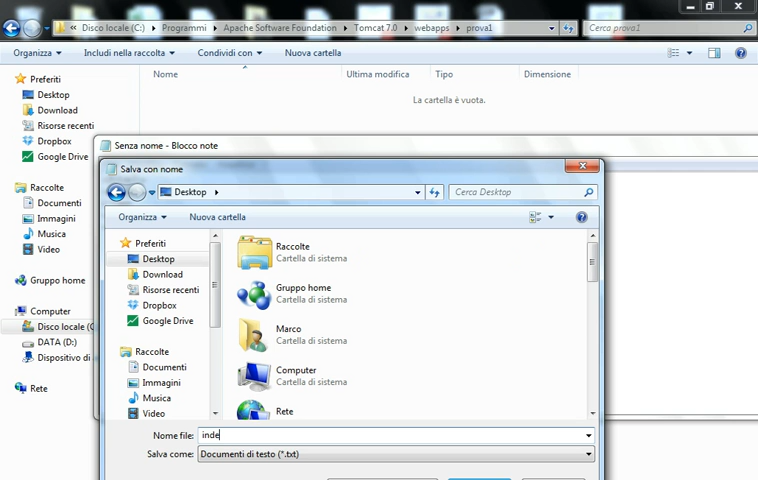 « Disco locale (C:) ▸ Programmi ▸ Apache Software Foundation ▸ Tomcat 7.0 ▸ webapps ▸ prova1
Cerca prova1
Organizza
Includi nella raccolta
Condividi con
Nuova cartella
Preferiti
Desktop
Download
Risorse recenti
Dropbox
Google Drive
Raccolte
Documenti
Immagini
Musica
Video
Gruppo home
Computer
Disco locale (C
DATA (D:)
Dispositivo di
Rete
Nome
Ultima modifica
Tipo
Dimensione
La cartella è vuota.
Senza nome - Blocco note
Salva con nome
Desktop ▸
Cerca Desktop
Organizza
Nuova cartella
Preferiti
Desktop
Download
Risorse recenti
Dropbox
Google Drive
Raccolte
Documenti
Immagini
Musica
Video
Raccolte
Cartella di sistema
Gruppo home
Cartella di sistema
Marco
Cartella di sistema
Computer
Cartella di sistema
Rete
Nome file: inde
Salva come: Documenti di testo (*.txt)